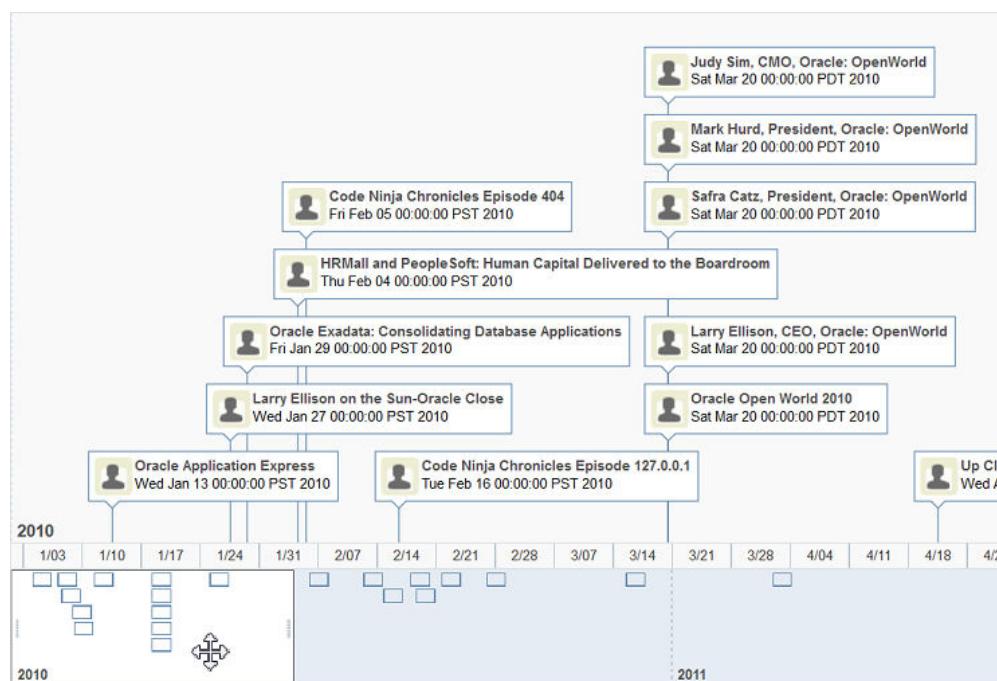 Judy Sim, CMO, Oracle: OpenWorld
Sat Mar 20 00:00:00 PDT 2010
Mark Hurd, President, Oracle: OpenWorld
Sat Mar 20 00:00:00 PDT 2010
Code Ninja Chronicles Episode 404
Fri Feb 05 00:00:00 PST 2010
Safra Catz, President, Oracle: OpenWorld
Sat Mar 20 00:00:00 PDT 2010
HRMall and PeopleSoft: Human Capital Delivered to the Boardroom
Thu Feb 04 00:00:00 PST 2010
Oracle Exadata: Consolidating Database Applications
Fri Jan 29 00:00:00 PST 2010
Larry Ellison, CEO, Oracle: OpenWorld
Sat Mar 20 00:00:00 PDT 2010
Larry Ellison on the Sun-Oracle Close
Wed Jan 27 00:00:00 PST 2010
Oracle Open World 2010
Sat Mar 20 00:00:00 PDT 2010
Oracle Application Express
Wed Jan 13 00:00:00 PST 2010
Code Ninja Chronicles Episode 127.0.0.1
Tue Feb 16 00:00:00 PST 2010
Up
Wed
2010
1/03 1/10 1/17 1/24 1/31 2/07 2/14 2/21 2/28 3/07 3/14 3/21 3/28 4/04 4/11 4/18
2010 2011